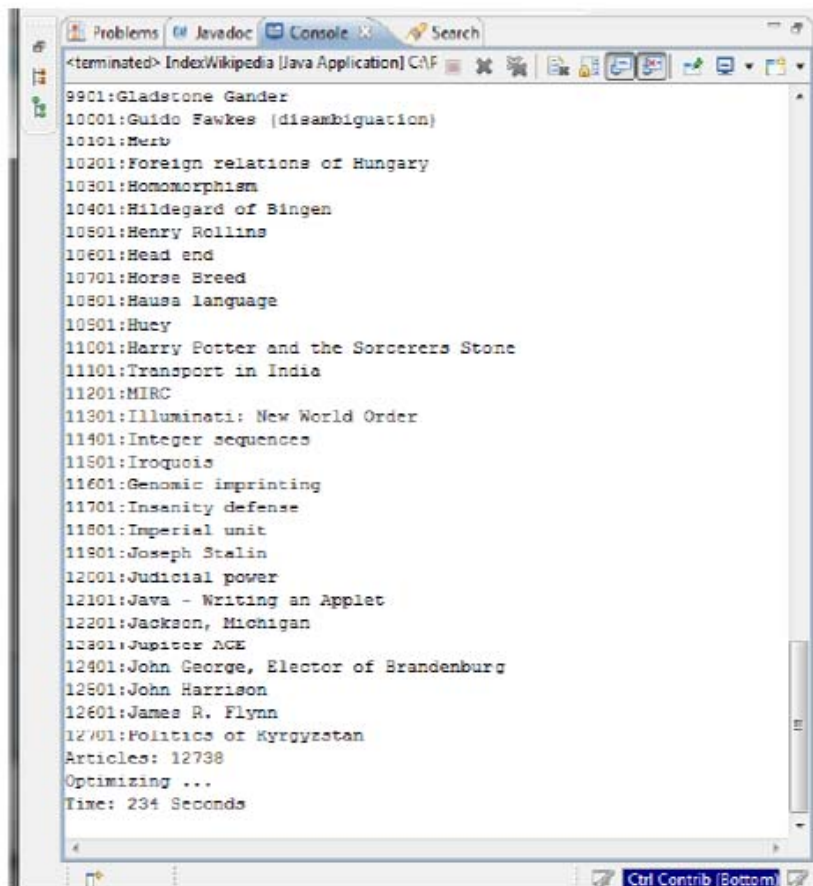 Problems @ Javadoc Console Search
<terminated> IndexWikipedia [Java Application] C:\P
9901:Gladstone Gander
10001:Guido Fawkes (disambiguation)
10101:Herb
10201:Foreign relations of Hungary
10301:Homomorphism
10401:Hildegard of Bingen
10501:Henry Rollins
10601:Head end
10701:Horse Breed
10801:Hausa language
10901:Huey
11001:Harry Potter and the Sorcerers Stone
11101:Transport in India
11201:MIRC
11301:Illuminati: New World Order
11401:Integer sequences
11501:Iroquois
11601:Genomic imprinting
11701:Insanity defense
11801:Imperial unit
11901:Joseph Stalin
12001:Judicial power
12101:Java - Writing an Applet
12201:Jackson, Michigan
12301:Jupiter ACE
12401:John George, Elector of Brandenburg
12501:John Harrison
12601:James R. Flynn
12701:Politics of Kyrgyzstan
Articles: 12738
Optimizing ...
Time: 234 Seconds
Ctrl Contrib (Bottom)